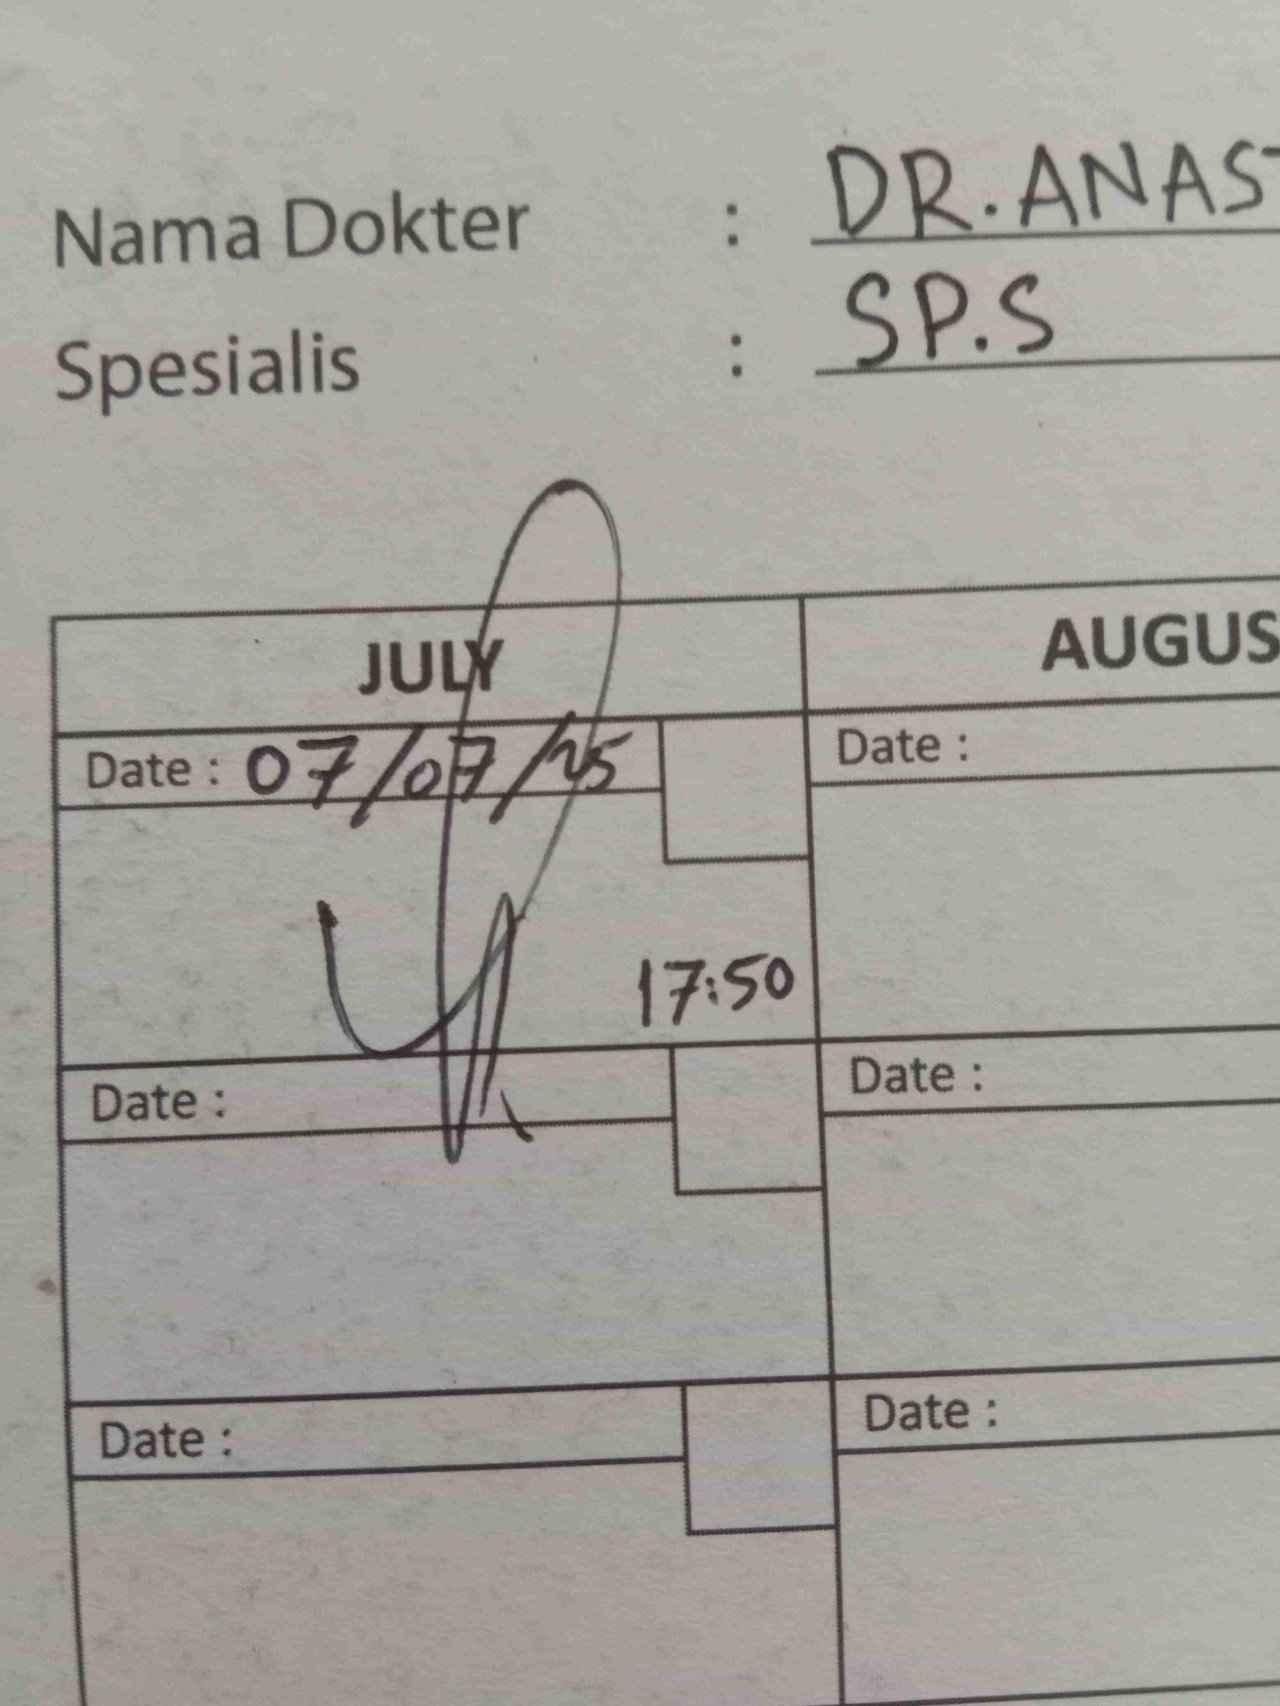 Nama Dokter : DR. ANAS
Spesialis : SP.S
JULY AUGUS
Date : 07/07/25 Date :
17:50
Date : Date :
Date : Date :